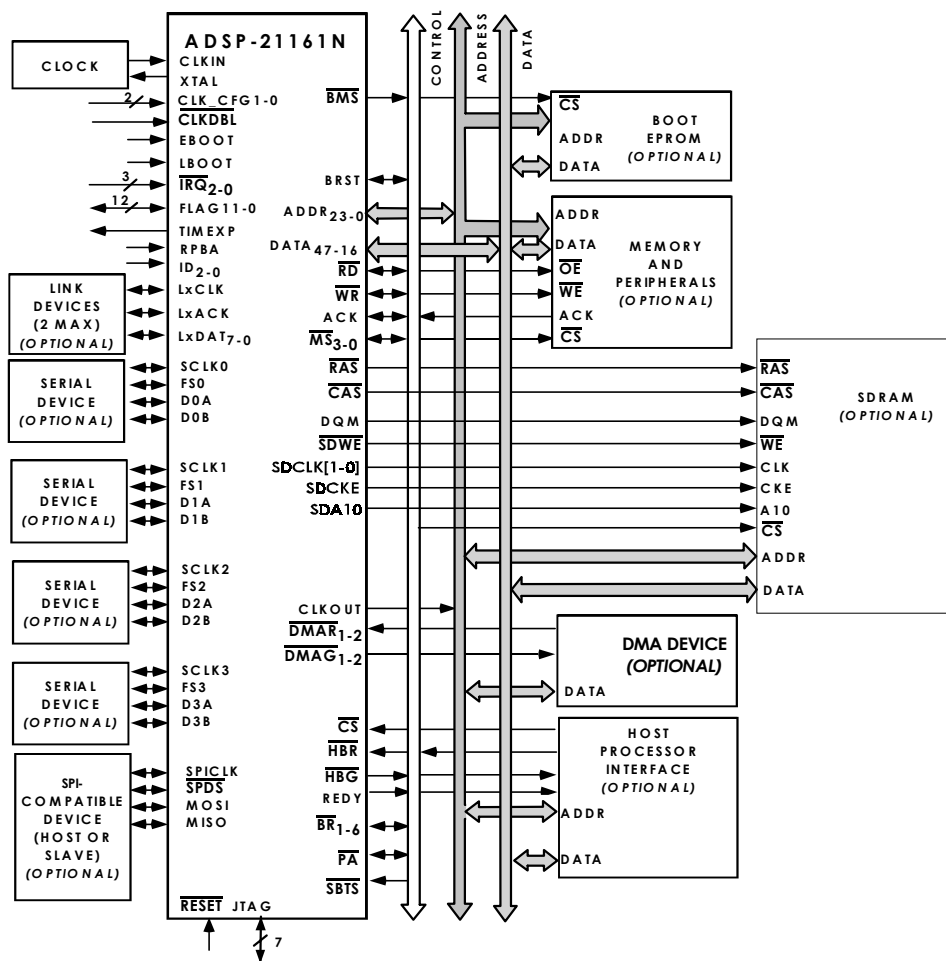 ADSP-21161N
CLOCK
CLKIN
XTAL
2
CLK_CFG1-0
CLKDBL
EBOOT
LBOOT
3
IRQ2-0
12
FLAG11-0
TIMEXP
RPBA
ID2-0
LINK
DEVICES
(2 MAX)
(OPTIONAL)
LxCLK
LxACK
LxDAT7-0
SERIAL
DEVICE
(OPTIONAL)
SCLK0
FS0
D0A
D0B
SERIAL
DEVICE
(OPTIONAL)
SCLK1
FS1
D1A
D1B
SERIAL
DEVICE
(OPTIONAL)
SCLK2
FS2
D2A
D2B
SERIAL
DEVICE
(OPTIONAL)
SCLK3
FS3
D3A
D3B
SPI-
COMPATIBLE
DEVICE
(HOST OR
SLAVE)
(OPTIONAL)
SPICLK
SPDS
MOSI
MISO
RESET
JTAG
7
BMS
BRST
ADDR23-0
DATA47-16
RD
WR
ACK
MS3-0
RAS
CAS
DQM
SDWE
SDCLK[1-0]
SDCKE
SDA10
CLKOUT
DMAR1-2
DMAG1-2
CS
HBR
HBG
REDY
BR1-6
PA
SBTS
CONTROL
ADDRESS
DATA
CS
ADDR
DATA
BOOT
EPROM
(OPTIONAL)
ADDR
DATA
OE
WE
ACK
CS
MEMORY
AND
PERIPHERALS
(OPTIONAL)
RAS
CAS
DQM
WE
CLK
CKE
A10
CS
ADDR
DATA
SDRAM
(OPTIONAL)
DMA DEVICE
(OPTIONAL)
DATA
HOST
PROCESSOR
INTERFACE
(OPTIONAL)
ADDR
DATA